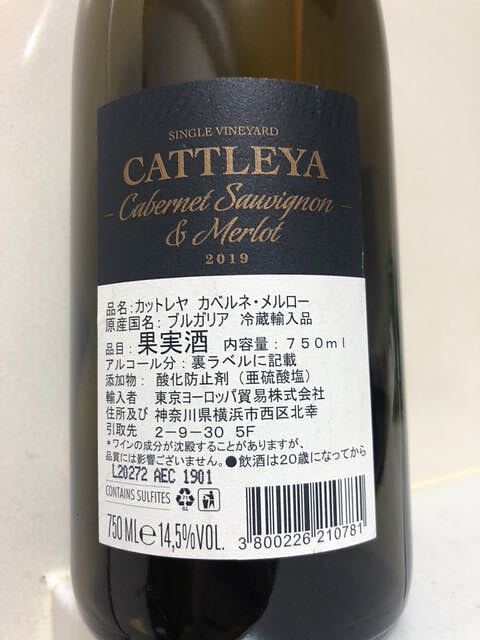 SINGLE VINEYARD
CATTLEYA
Cabernet Sauvignon
& Merlot
2019
品名:カットレヤ カベルネ・メルロー
原産国名: ブルガリア 冷蔵輸入品
品目: 果実酒 内容量: 750ml
アルコール分: 裏ラベルに記載
添加物: 酸化防止剤(亜硫酸塩)
輸入者 東京ヨーロッパ貿易株式会社
住所及び 神奈川県横浜市西区北幸
引取先 2-9-30 5F
*ワインの成分が沈殿することがありますが、
品質には影響ございません。●飲酒は20歳になってから
L20272 AEC 1901
CONTAINS SULFITES
750 ML e 14,5%VOL.
3 800226 210781